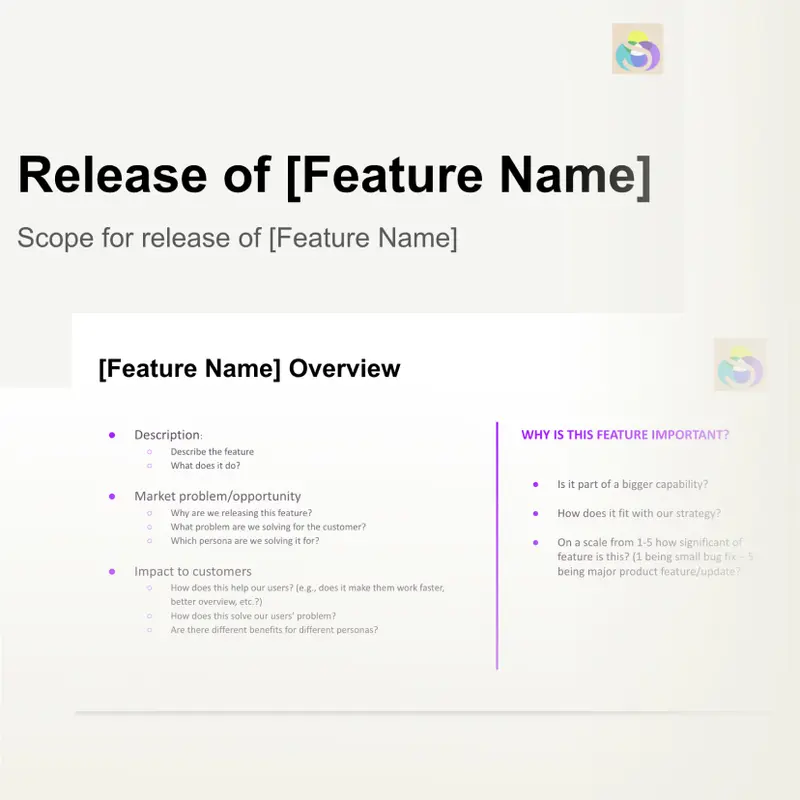 Release of [Feature Name]
Scope for release of [Feature Name]
[Feature Name] Overview
Description:
Describe the feature
What does it do?
Market problem/opportunity
Why are we releasing this feature?
What problem are we solving for the customer?
Which persona are we solving it for?
Impact to customers
How does this help our users? (e.g., does it make them work faster,
better overview, etc.?)
How does this solve our users' problem?
Are there different benefits for different personas?
WHY IS THIS FEATURE IMPORTANT?
Is it part of a bigger capability?
How does it fit with our strategy?
On a scale from 1-5 how significant of
feature is this? (1 being small bug fix – 5
being major product feature/update?